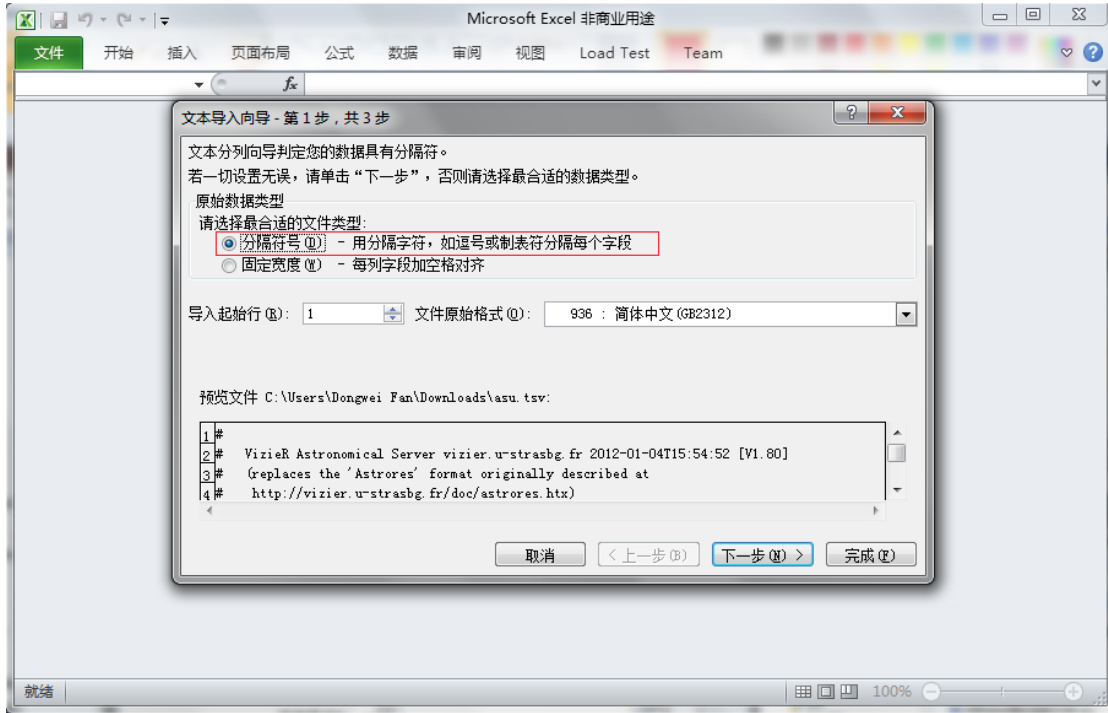 Microsoft Excel 非商业用途
文件 开始 插入 页面布局 公式 数据 审阅 视图 Load Test Team
fx
文本导入向导 - 第 1 步，共 3 步
文本分列向导判定您的数据具有分隔符。
若一切设置无误，请单击“下一步”，否则请选择最合适的数据类型。
原始数据类型
请选择最合适的文件类型:
分隔符号(D) - 用分隔字符，如逗号或制表符分隔每个字段
固定宽度(W) - 每列字段加空格对齐
导入起始行(R): 1 文件原始格式(O): 936 : 简体中文(GB2312)
预览文件 C:\Users\Dongwei Fan\Downloads\asu.tsv:
1 #
2 # VizieR Astronomical Server vizier.u-strasbg.fr 2012-01-04T15:54:52 [V1.80]
3 # (replaces the 'Astrores' format originally described at
4 # http://vizier.u-strasbg.fr/doc/astrores.htx)
取消 < 上一步(B) 下一步(N) > 完成(F)
就绪 100%